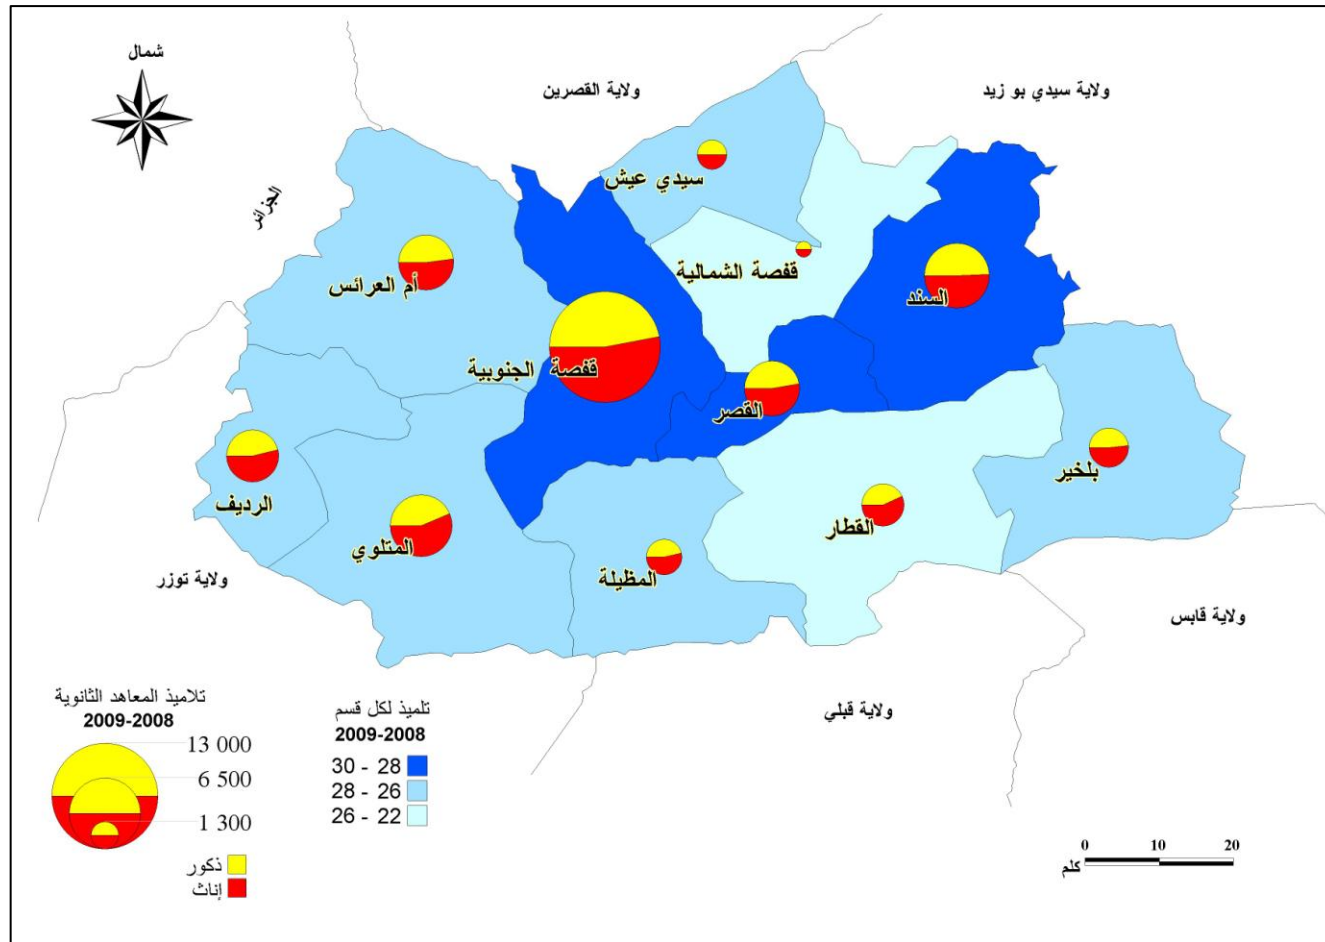 شمال
ولاية القصرين
ولاية سيدي بو زيد
الجزائر
سيدي عيش
قفصة الشمالية
أم العرائس
السند
قفصة الجنوبية
القصر
بلخير
الرديف
القطار
المتلوي
المظيلة
ولاية توزر
ولاية قابس
ولاية قبلي
تلاميذ المعاهد الثانوية
2009-2008
13 000
6 500
1 300
ذكور
إناث
تلميذ لكل قسم
2009-2008
30 - 28
28 - 26
26 - 22
0 10 20
كلم